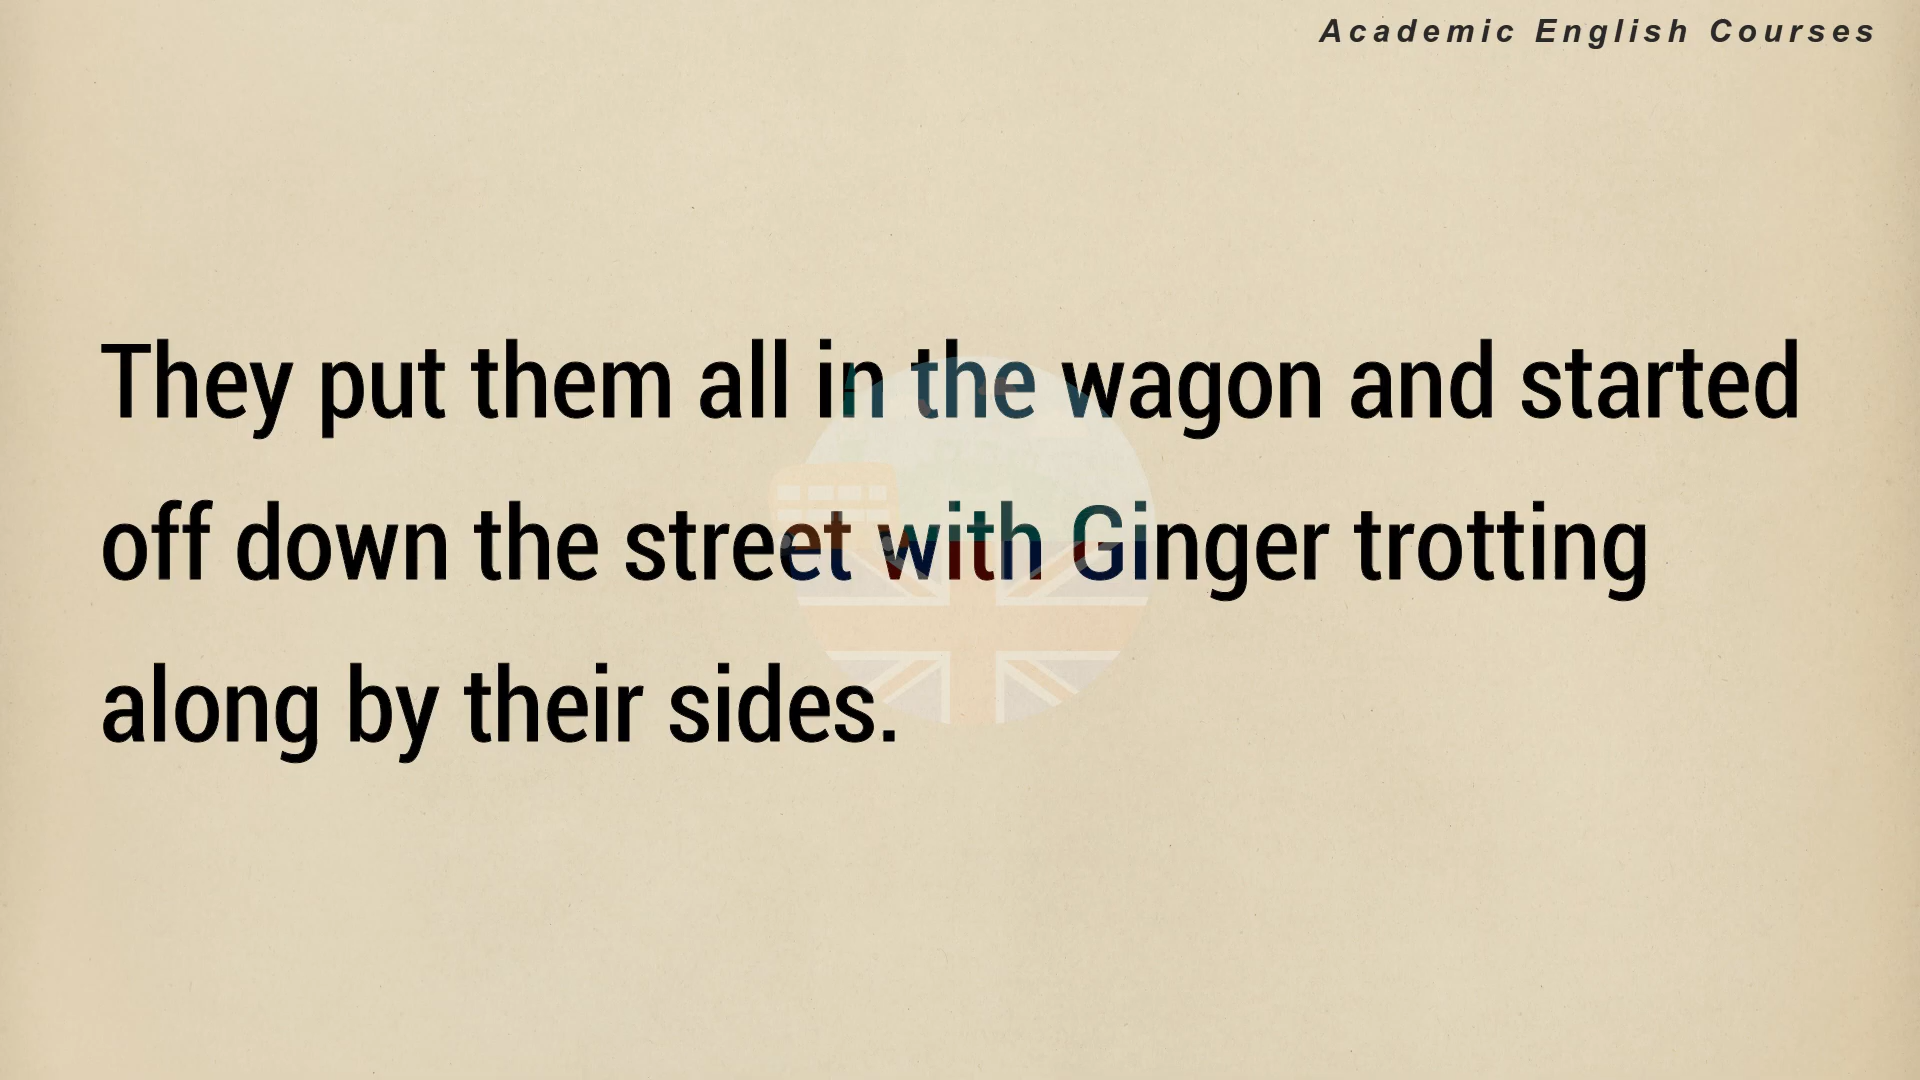 Academic English Courses
They put them all in the wagon and started
off down the street with Ginger trotting
along by their sides.